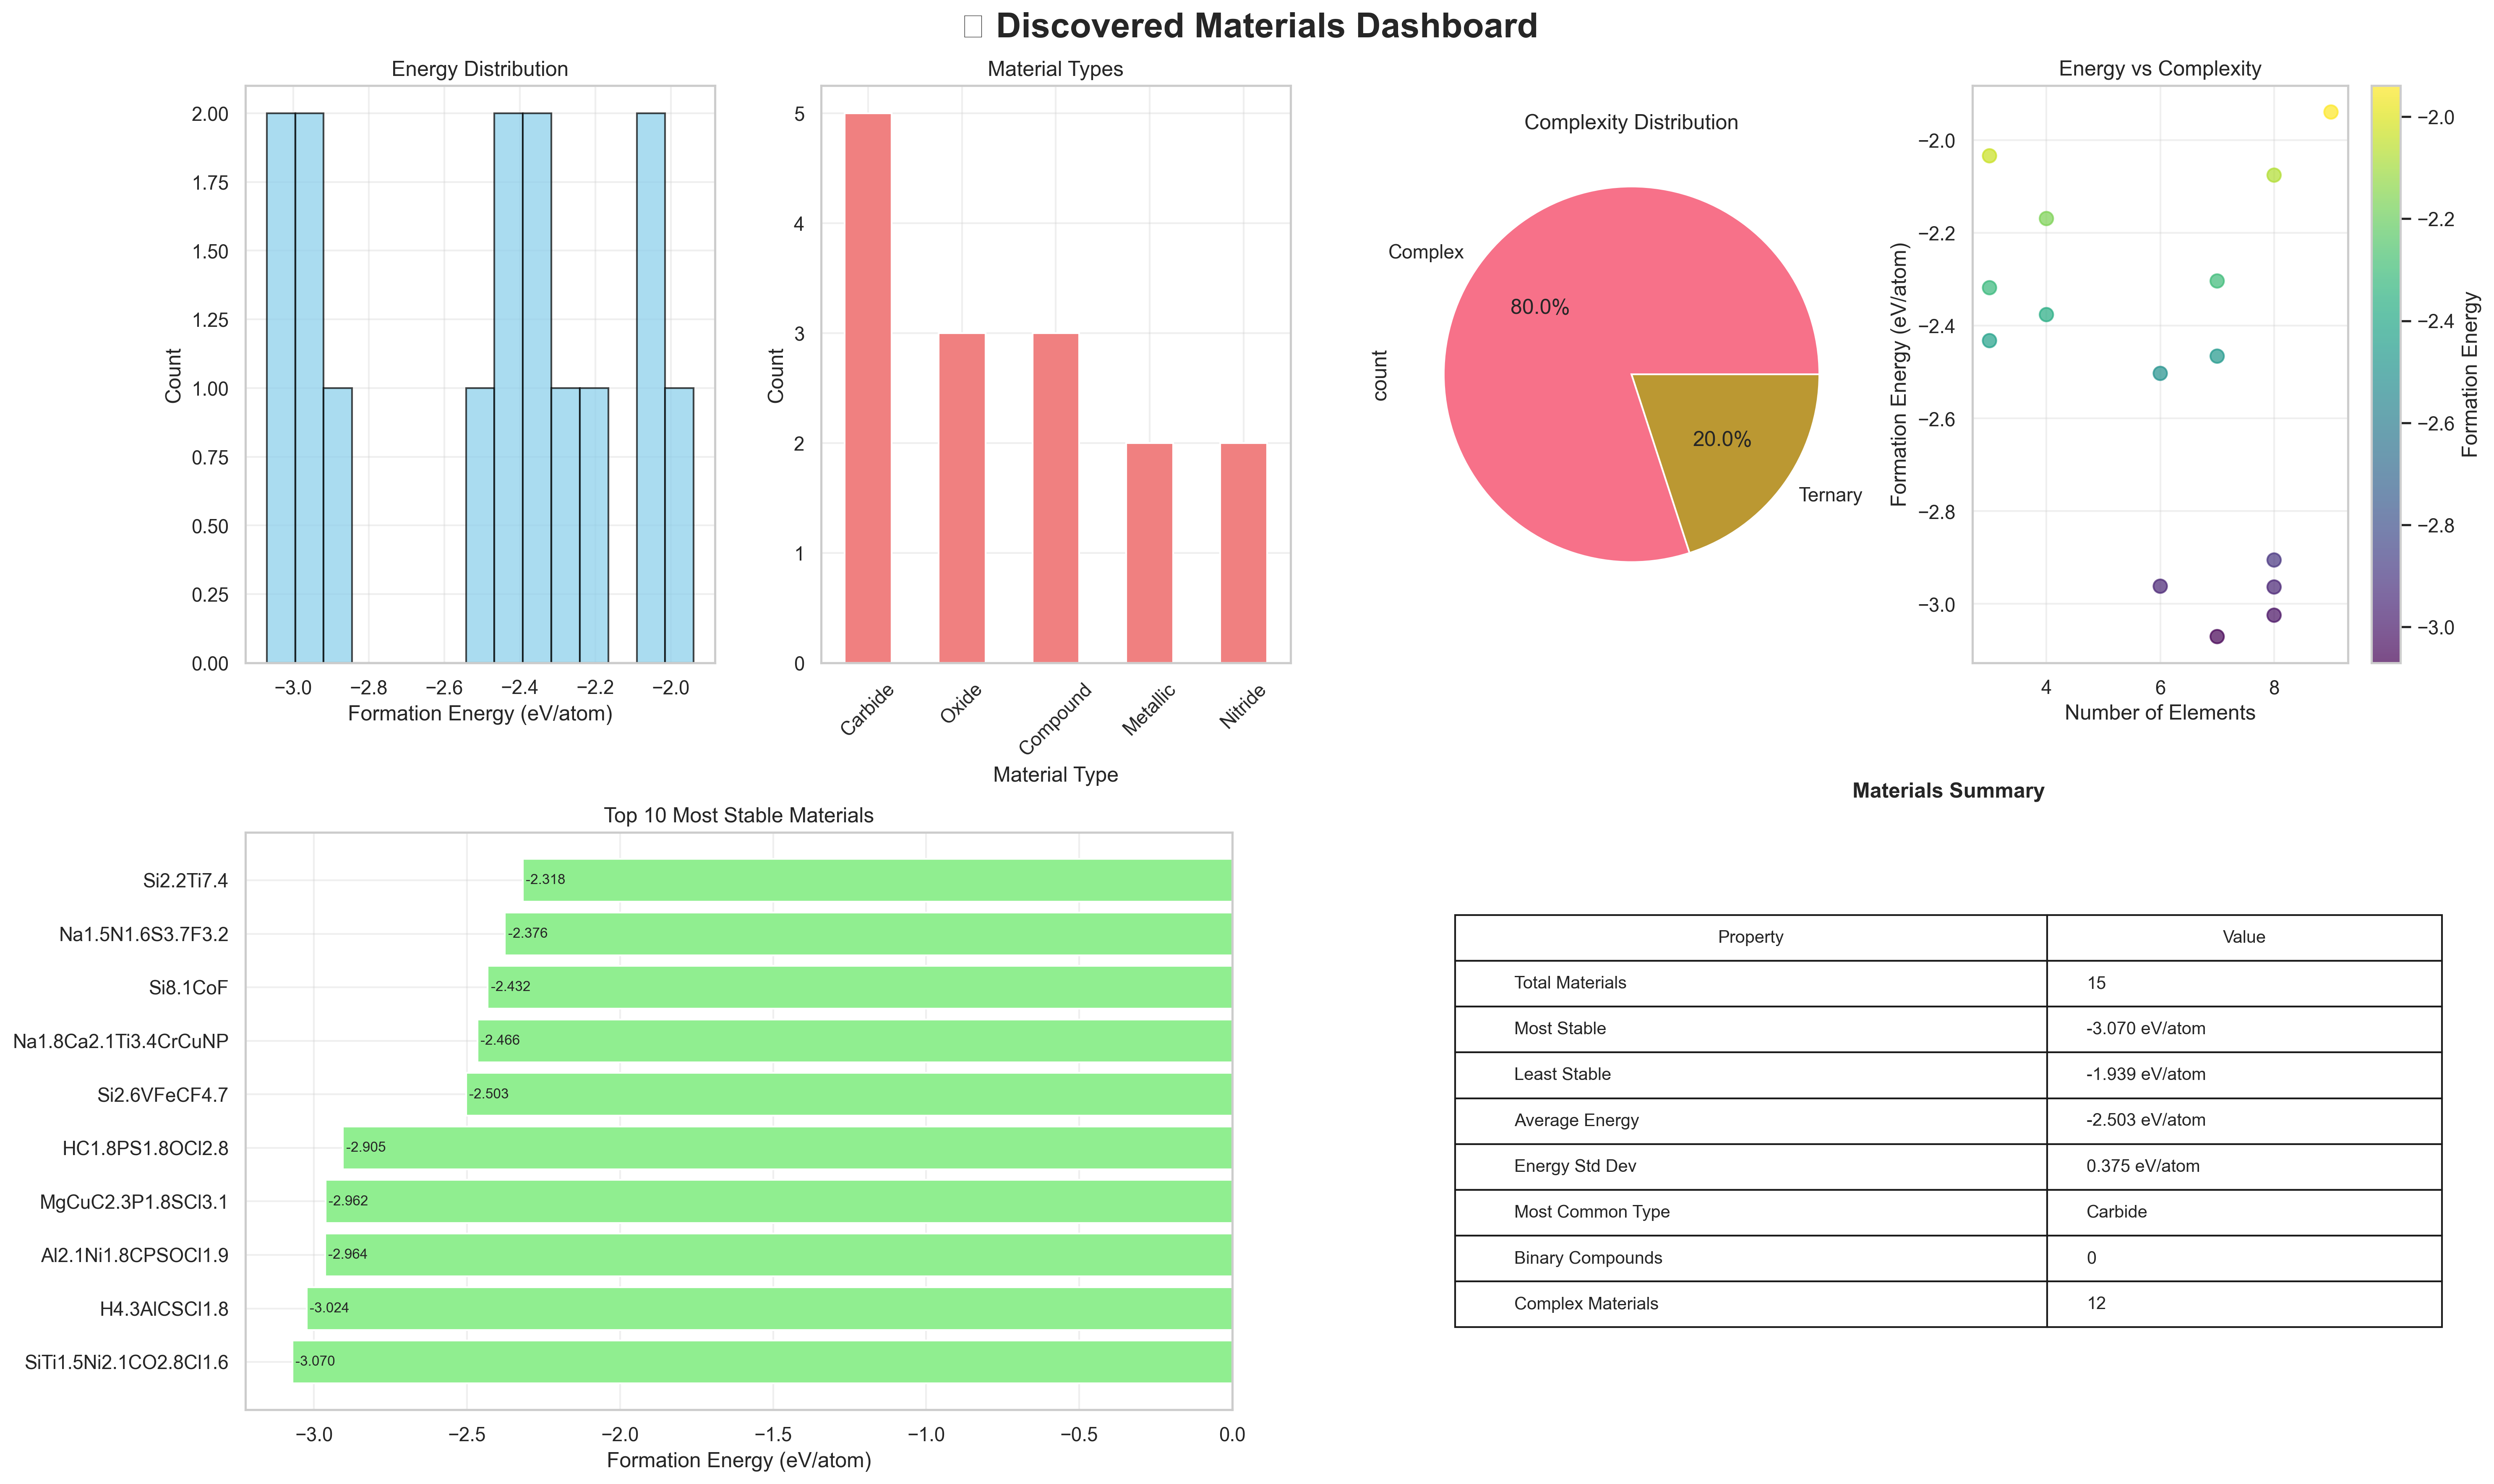 Discovered Materials Dashboard
Energy Distribution
Count
2.00
1.75
1.50
1.25
1.00
0.75
0.50
0.25
0.00
−3.0 −2.8 −2.6 −2.4 −2.2 −2.0
Formation Energy (eV/atom)
Material Types
Count
5
4
3
2
1
0
Carbide Oxide Compound Metallic Nitride
Material Type
Complexity Distribution
count
Complex
80.0%
20.0%
Ternary
Energy vs Complexity
Formation Energy (eV/atom)
−2.0
−2.2
−2.4
−2.6
−2.8
−3.0
4 6 8
Number of Elements
−2.0
−2.2
−2.4
−2.6
−2.8
−3.0
Formation Energy
Top 10 Most Stable Materials
Si2.2Ti7.4 -2.318
Na1.5N1.6S3.7F3.2 -2.376
Si8.1CoF -2.432
Na1.8Ca2.1Ti3.4CrCuNP -2.466
Si2.6VFeCF4.7 -2.503
HC1.8PS1.8OCl2.8 -2.905
MgCuC2.3P1.8SCl3.1 -2.962
Al2.1Ni1.8CPSOCl1.9 -2.964
H4.3AlCSCl1.8 -3.024
SiTi1.5Ni2.1CO2.8Cl1.6 -3.070
−3.0 −2.5 −2.0 −1.5 −1.0 −0.5 0.0
Formation Energy (eV/atom)
Materials Summary
Property Value
Total Materials 15
Most Stable -3.070 eV/atom
Least Stable -1.939 eV/atom
Average Energy -2.503 eV/atom
Energy Std Dev 0.375 eV/atom
Most Common Type Carbide
Binary Compounds 0
Complex Materials 12